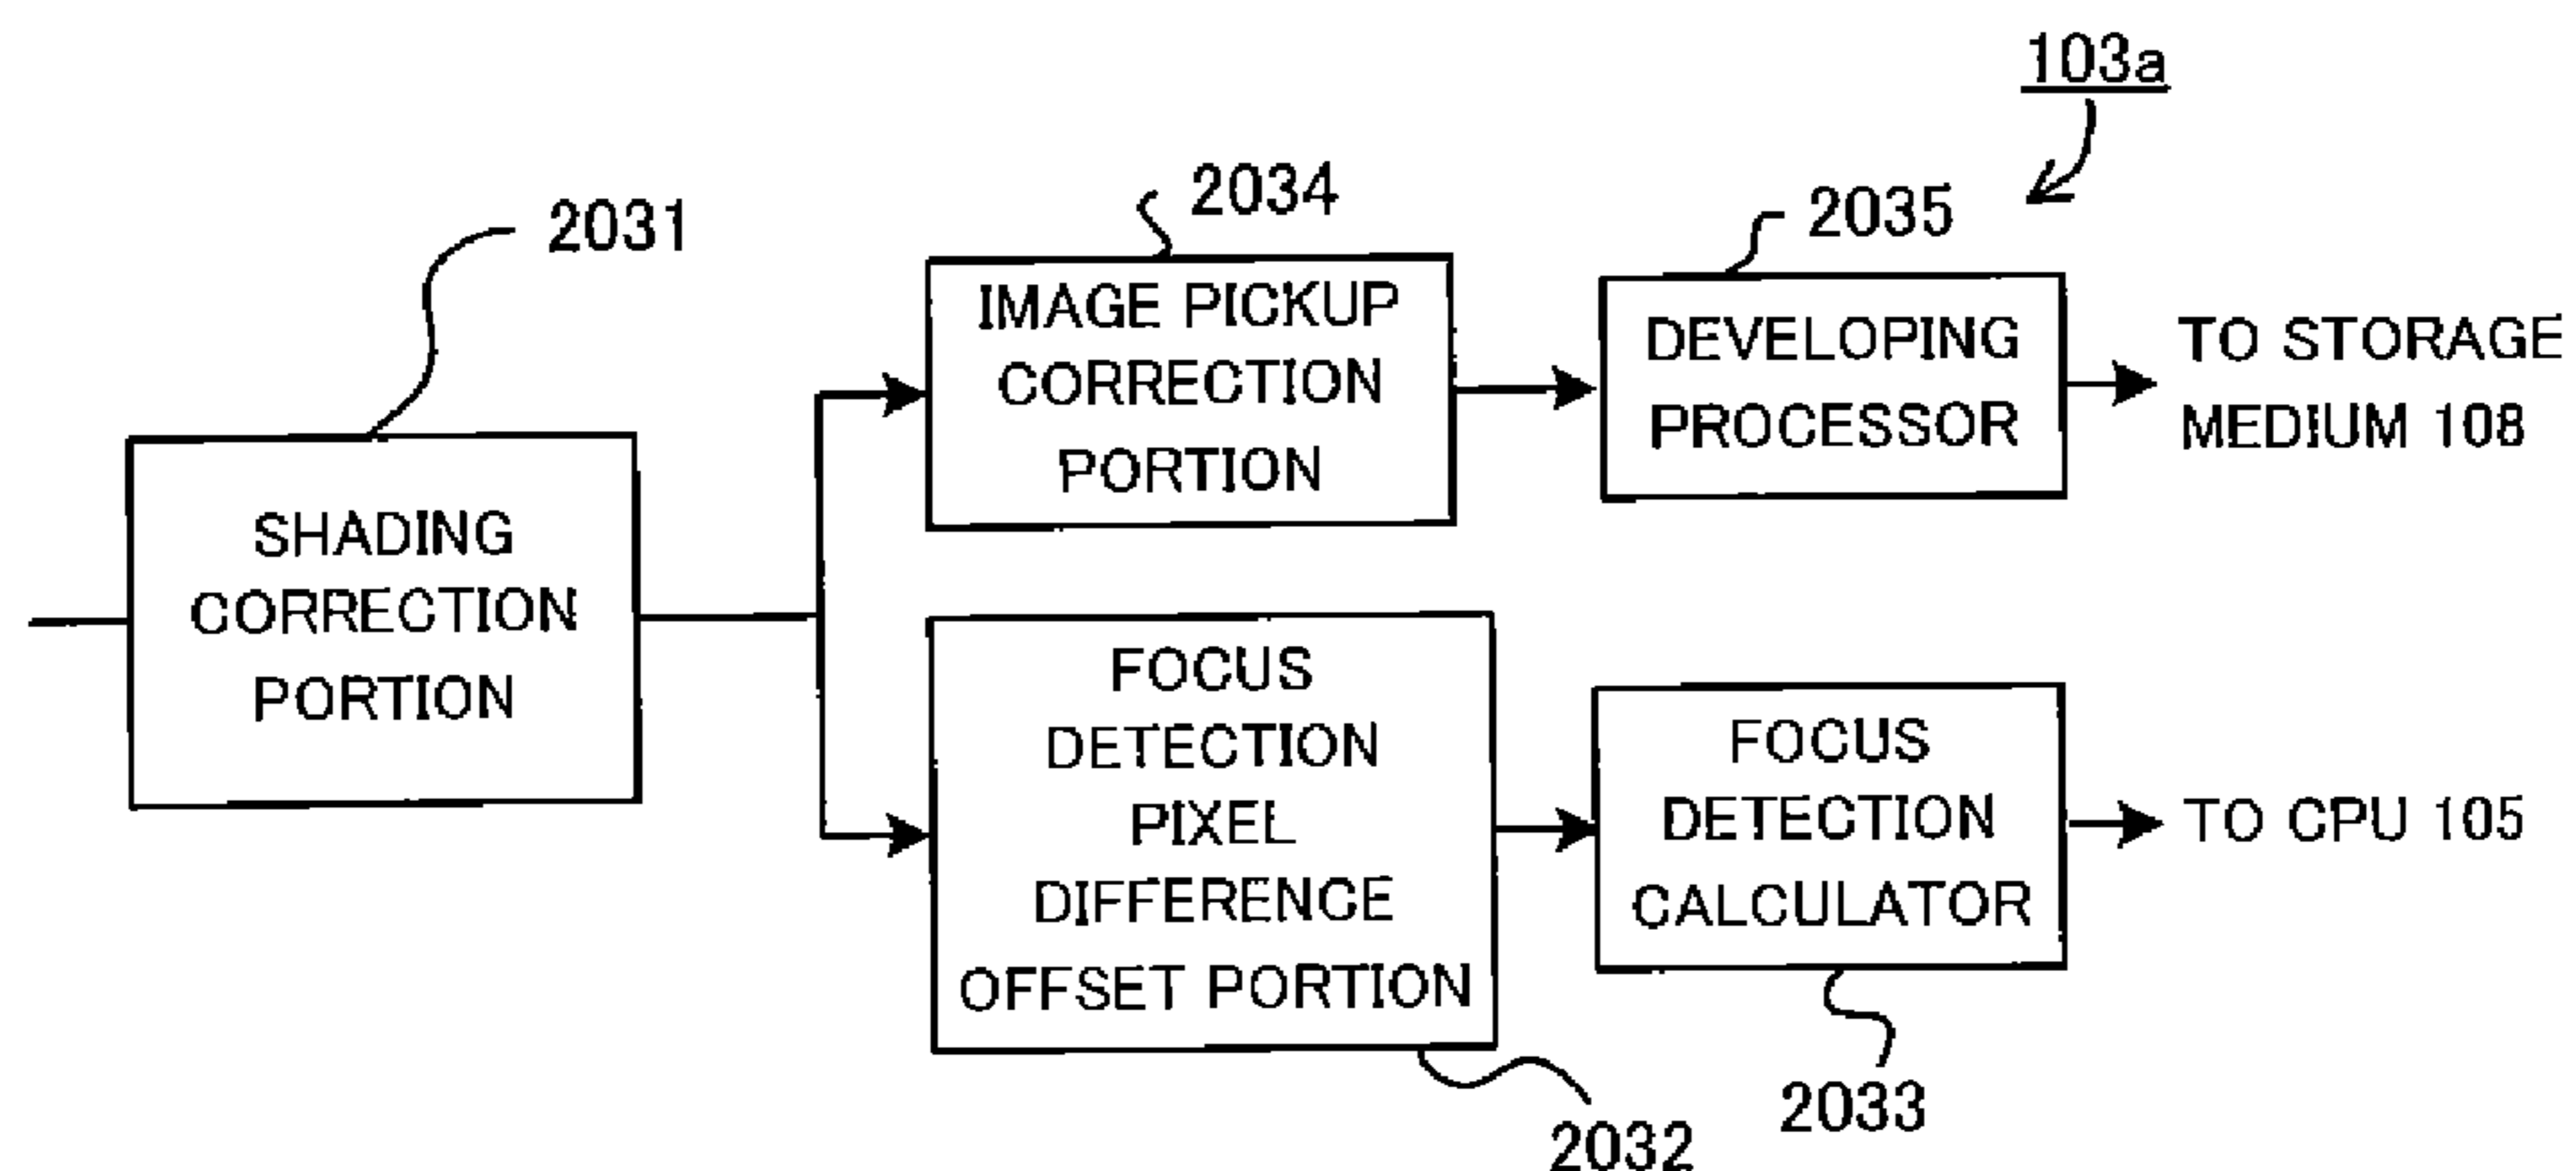 103a
2031
2034
2035
SHADING
CORRECTION
PORTION
IMAGE PICKUP
CORRECTION
PORTION
DEVELOPING
PROCESSOR
TO STORAGE
MEDIUM 108
FOCUS
DETECTION
PIXEL
DIFFERENCE
OFFSET PORTION
FOCUS
DETECTION
CALCULATOR
TO CPU 105
2032
2033